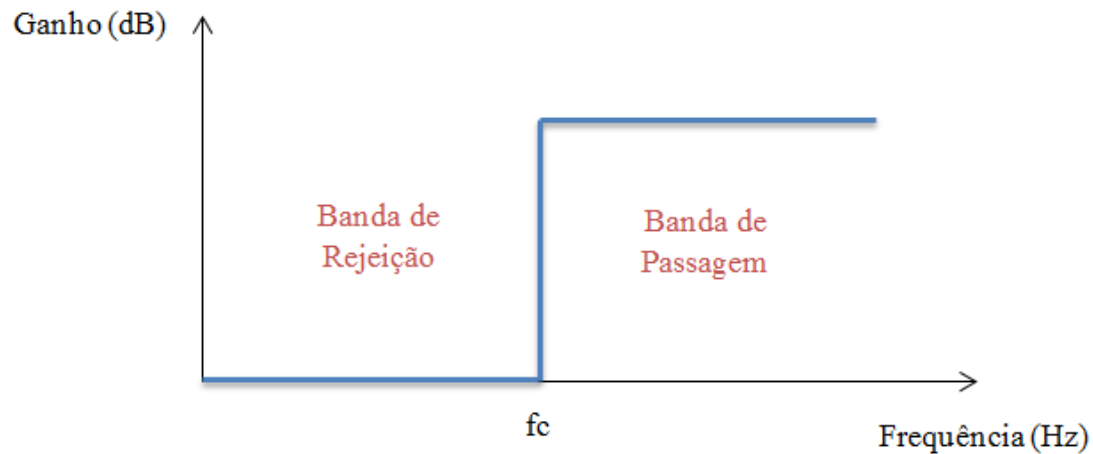 Ganho (dB)
Banda de
Rejeição
Banda de
Passagem
fc
Frequência (Hz)